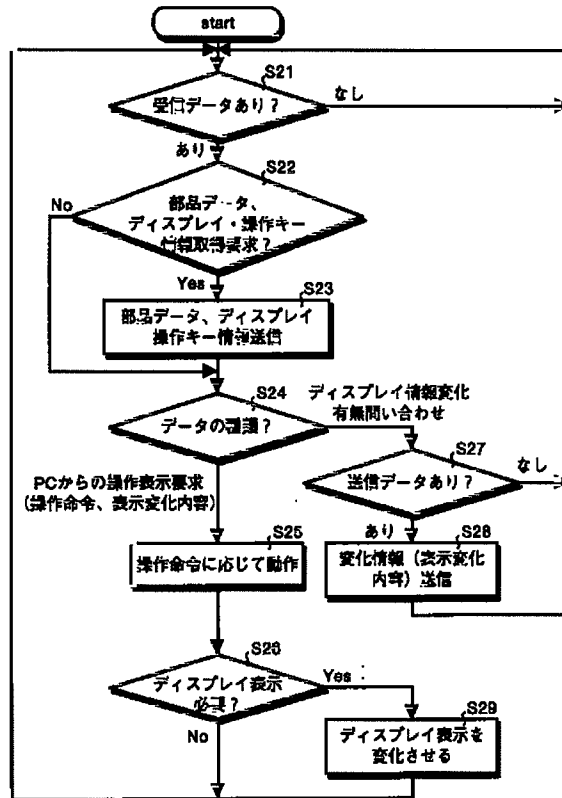 start
S21
受信データあり？
なし
あり
S22
部品データ、
ディスプレイ・操作キー
情報取得要求？
No
Yes
S23
部品データ、ディスプレイ
操作キー情報送信
S24
データの種類？
ディスプレイ情報変化
有無問い合わせ
S27
送信データあり？
なし
PCからの操作表示要求
（操作命令、表示変化内容）
あり
S28
変化情報（表示変化
内容）送信
S25
操作命令に応じて動作
S26
ディスプレイ表示
必要？
Yes
No
S29
ディスプレイ表示を
変化させる